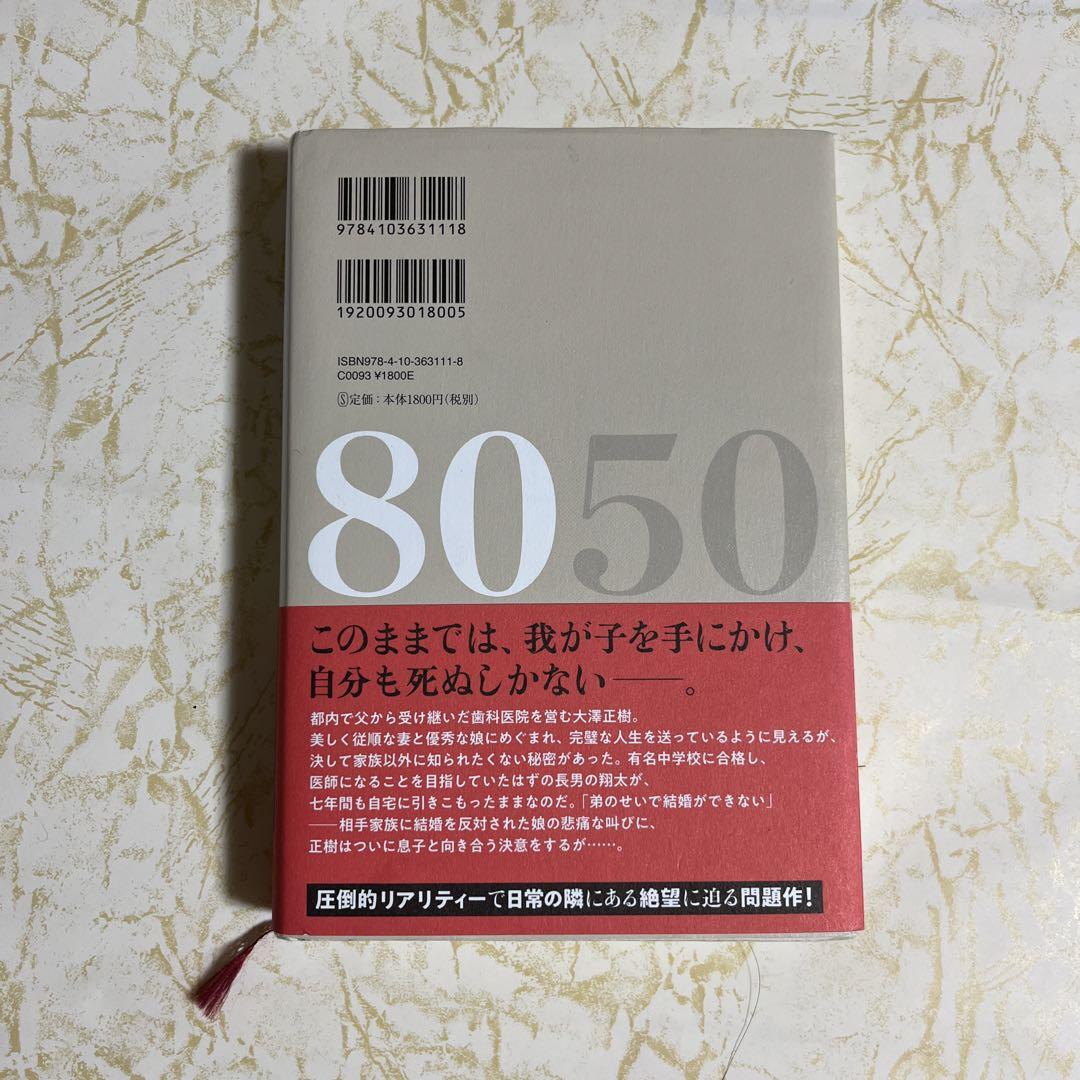 9784103631118
1920093018005
ISBN978-4-10-363111-8
C0093 ¥1800E
Ⓢ定価:本体1800円(税別)
8050
このままでは、我が子を手にかけ、
自分も死ぬしかない——。
都内で父から受け継いだ歯科医院を営む大澤正樹。
美しく従順な妻と優秀な娘にめぐまれ、完璧な人生を送っているように見えるが、
決して家族以外に知られたくない秘密があった。有名中学校に合格し、
医師になることを目指していたはずの長男の翔太が、
七年間も自宅に引きこもったままなのだ。「弟のせいで結婚ができない」
——相手家族に結婚を反対された娘の悲痛な叫びに、
正樹はついに息子と向き合う決意をするが……。
圧倒的リアリティーで日常の隣にある絶望に迫る問題作!